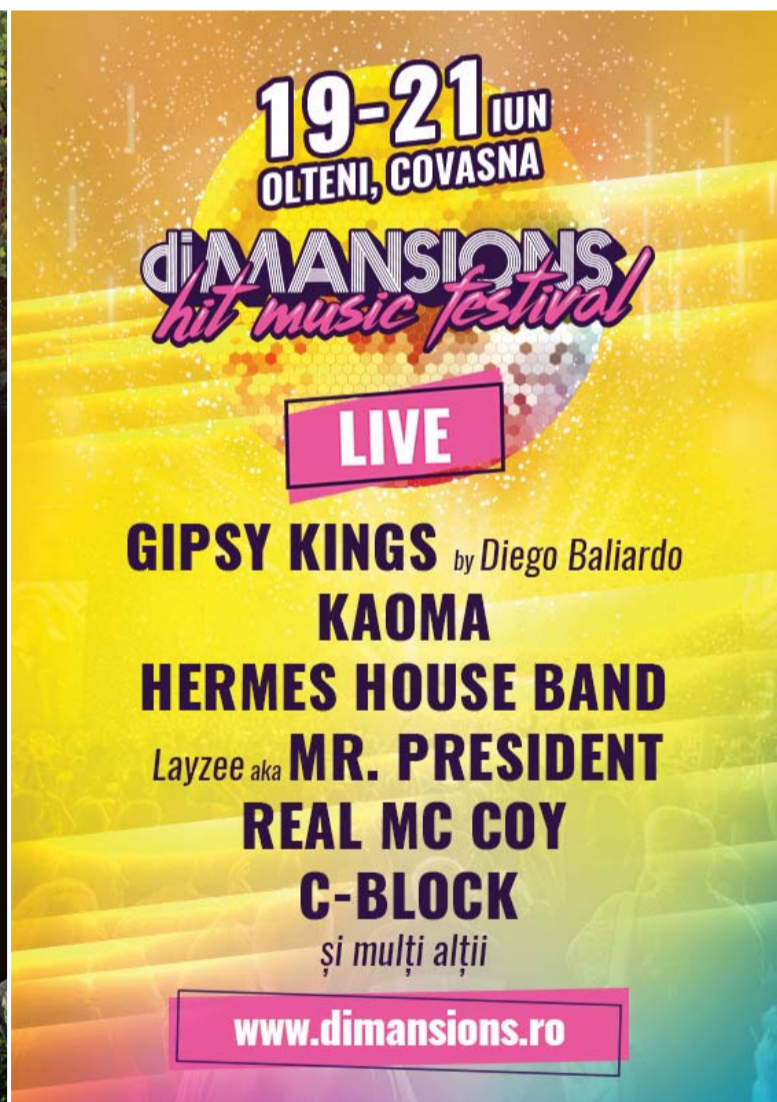 19-21 IUN
OLTENI, COVASNA
diMANSIONS
hit music festival
LIVE
GIPSY KINGS by Diego Baliardo
KAOMA
HERMES HOUSE BAND
Layzee aka MR. PRESIDENT
REAL MC COY
C-BLOCK
și mulți alții
www.dimansions.ro